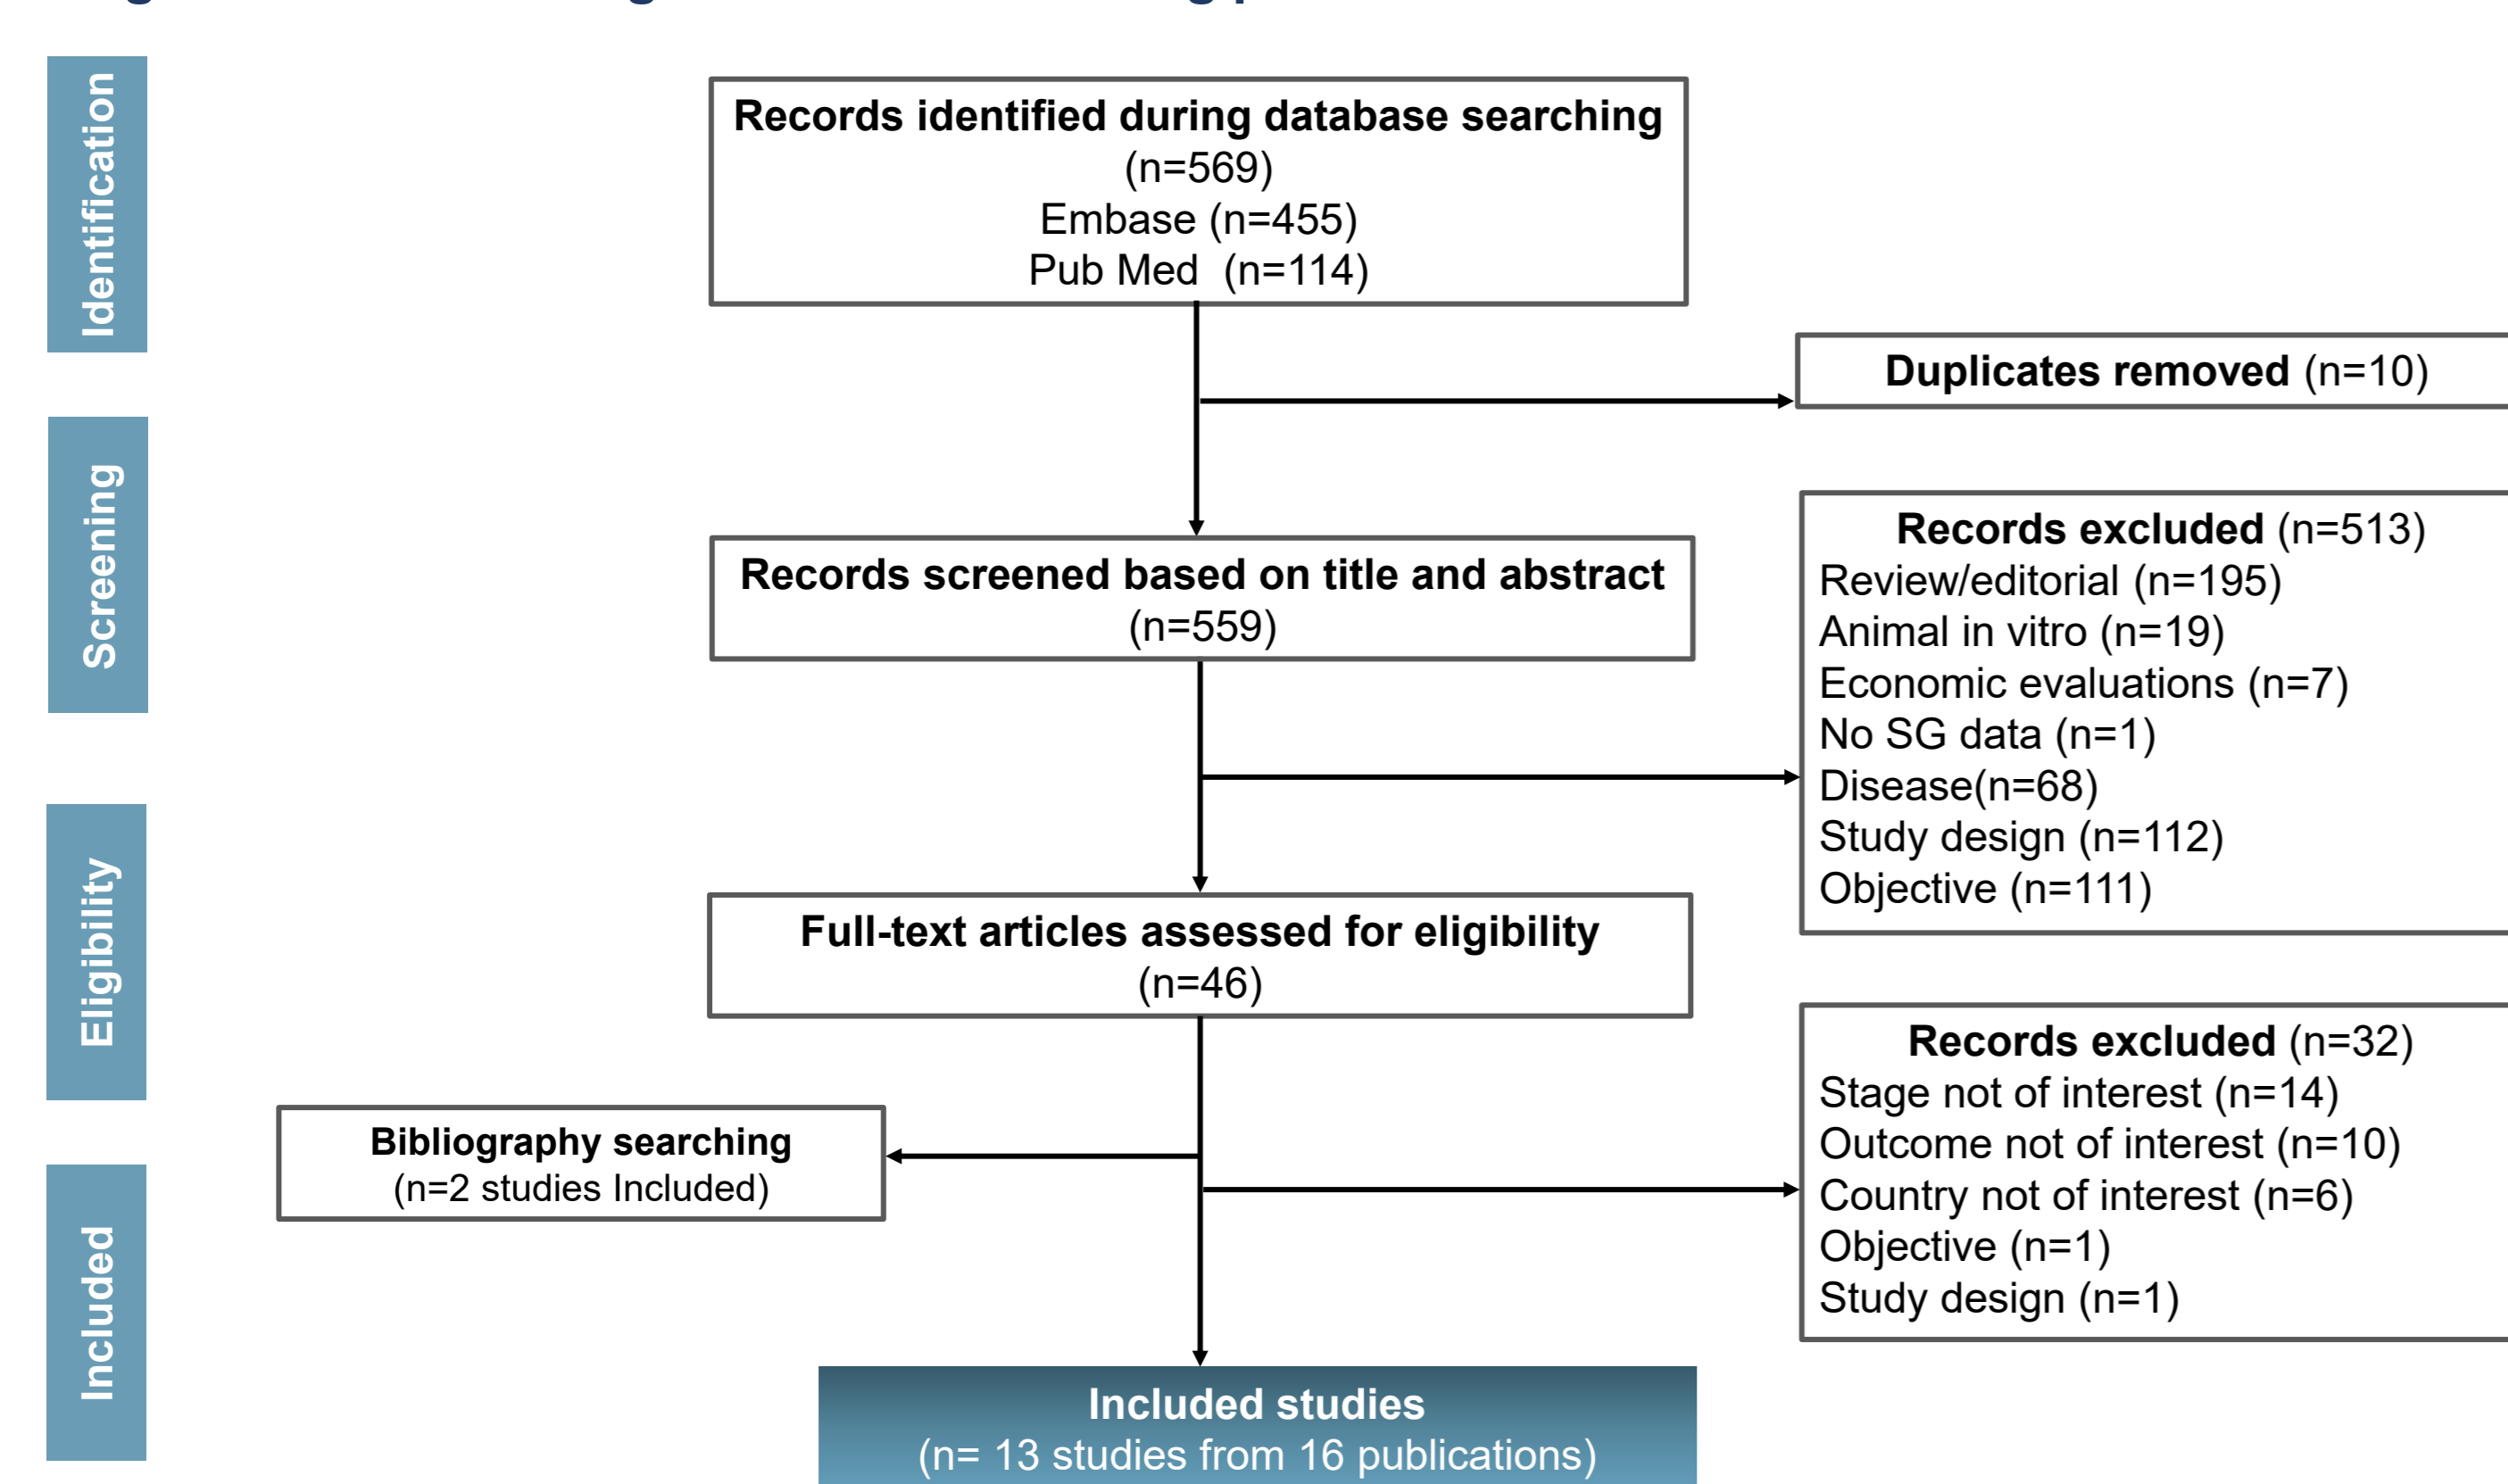 Identification
Records identified during database searching
(n=569)
Embase (n=455)
Pub Med  (n=114)
Duplicates removed (n=10)
Screening
Records screened based on title and abstract
(n=559)
Records excluded (n=513)
Review/editorial (n=195)
Animal in vitro (n=19)
Economic evaluations (n=7)
No SG data (n=1)
Disease(n=68)
Study design (n=112)
Objective (n=111)
Eligibility
Full-text articles assessed for eligibility
(n=46)
Records excluded (n=32)
Stage not of interest (n=14)
Outcome not of interest (n=10)
Country not of interest (n=6)
Objective (n=1)
Study design (n=1)
Bibliography searching
(n=2 studies Included)
Included
Included studies
(n= 13 studies from 16 publications)